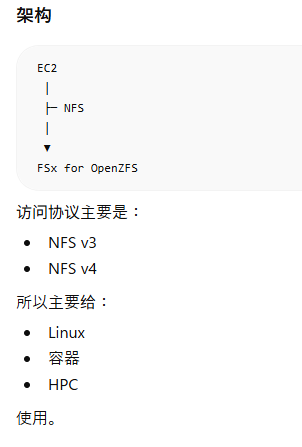 架构
EC2
|
├─ NFS
|
▼
FSx for OpenZFS
访问协议主要是：
• NFS v3
• NFS v4
所以主要给：
• Linux
• 容器
• HPC
使用。